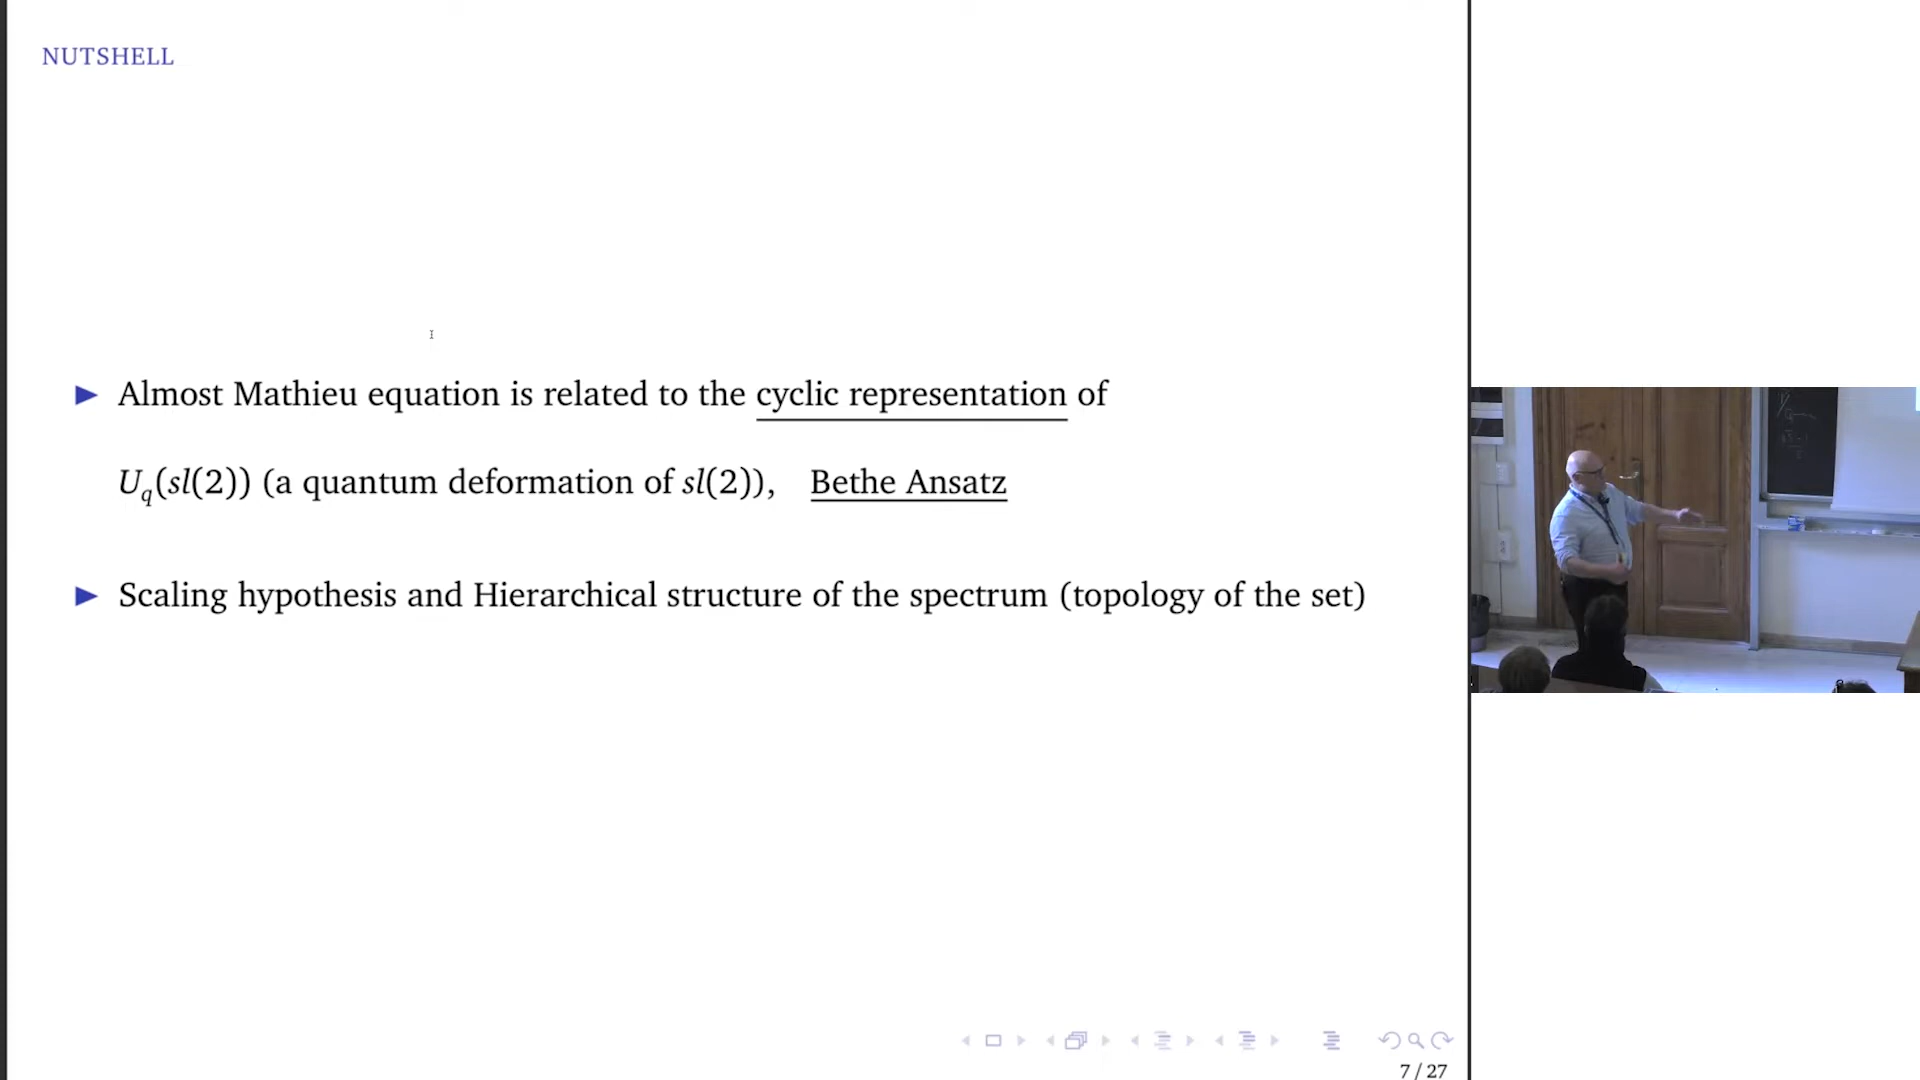 NUTSHELL
► Almost Mathieu equation is related to the cyclic representation of
U_q(sl(2)) (a quantum deformation of sl(2)), Bethe Ansatz
► Scaling hypothesis and Hierarchical structure of the spectrum (topology of the set)
7 / 27